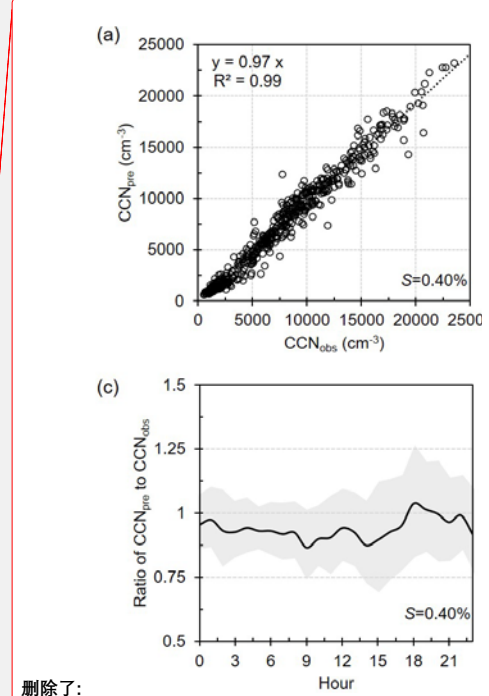 (a)
25000
20000
15000
10000
5000
0
y = 0.97 x
R² = 0.99
S=0.40%
CCNpre (cm-3)
0 5000 10000 15000 20000 2500
CCNobs (cm-3)
(c)
1.5
1.25
1
0.75
0.5
Ratio of CCNpre to CCNobs
S=0.40%
0 3 6 9 12 15 18 21
Hour
删除了: